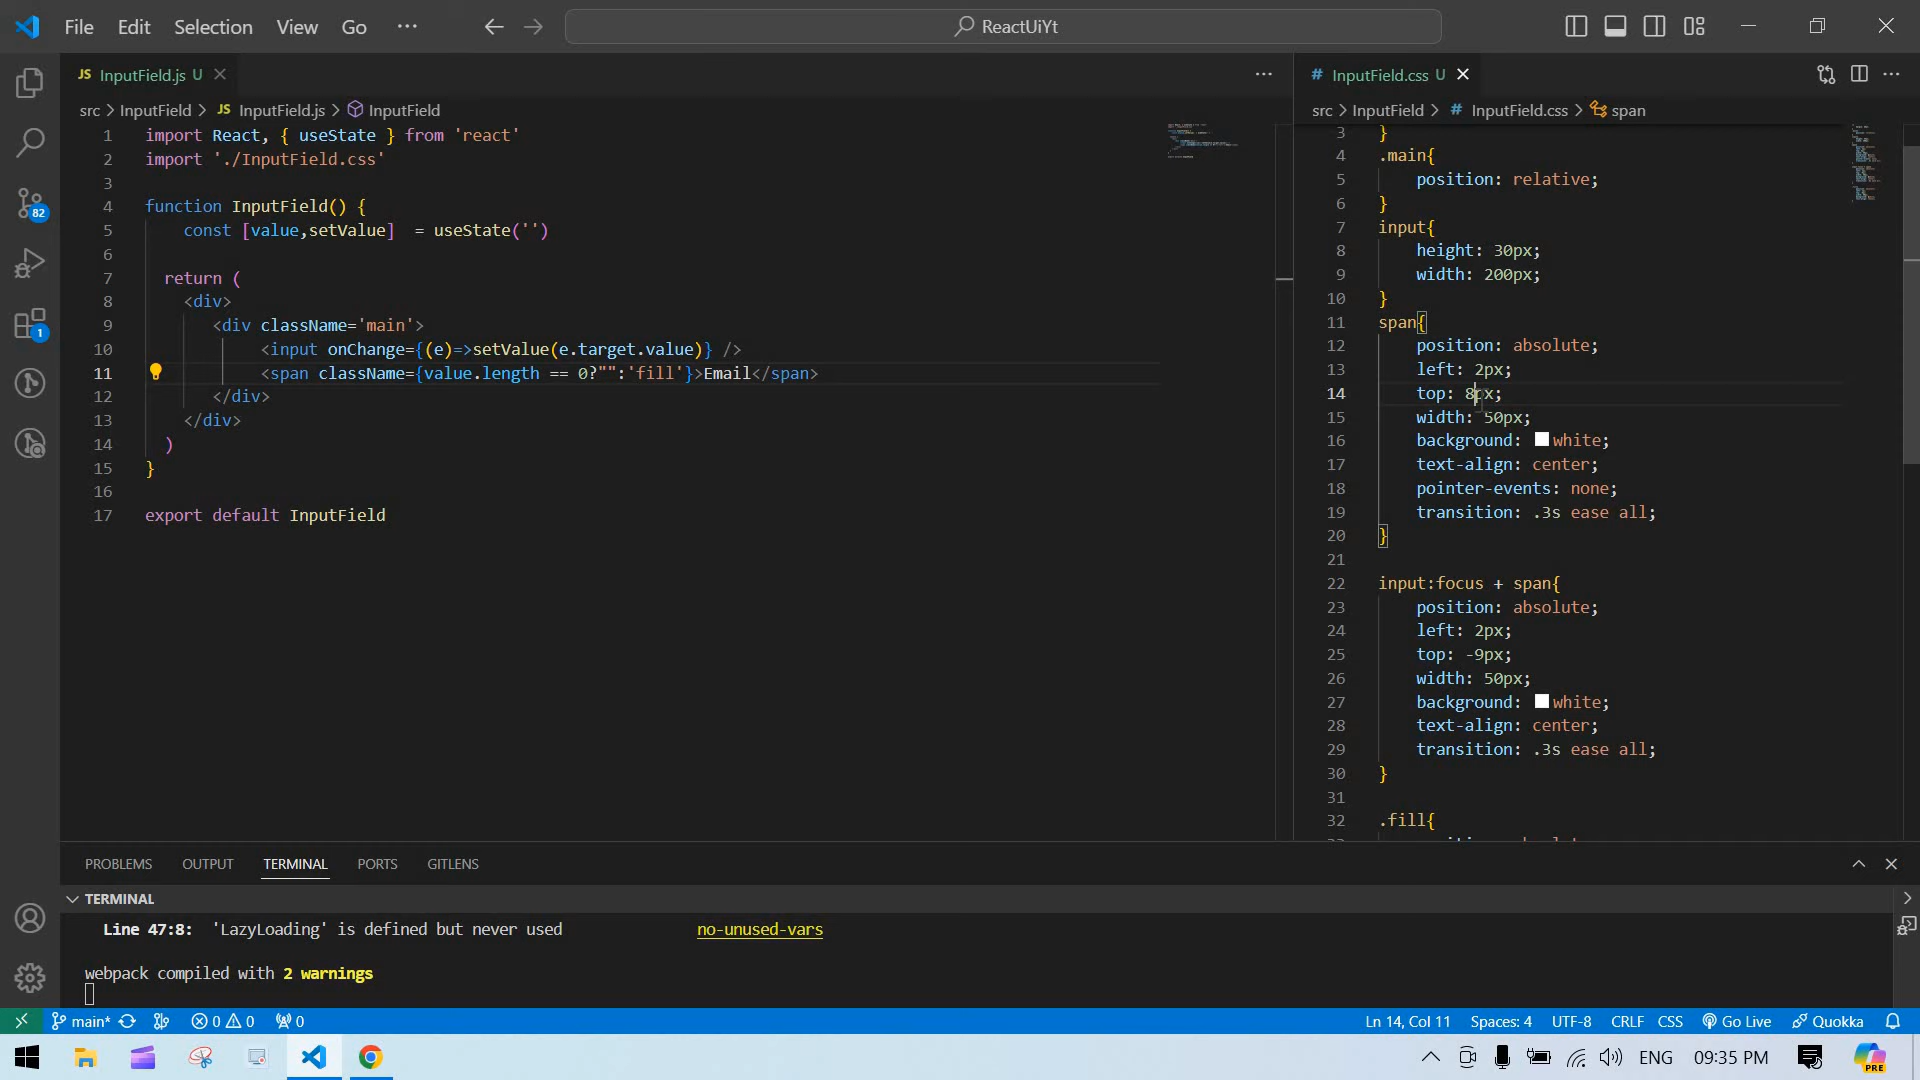 File Edit Selection View Go ··· ReactUiYt
JS InputField.js U
# InputField.css U
src > InputField > JS InputField.js > InputField
src > InputField > # InputField.css > span
1 import React, { useState } from 'react'
2 import './InputField.css'
3
4 function InputField() {
5 const [value,setValue]  = useState('')
6
7 return (
8 <div>
9 <div className='main'>
10 <input onChange={(e)=>setValue(e.target.value)} />
11 <span className={value.length == 0?"":'fill'}>Email</span>
12 </div>
13 </div>
14 )
15 }
16
17 export default InputField
3 }
4 .main{
5 position: relative;
6 }
7 input{
8 height: 30px;
9 width: 200px;
10 }
11 span{
12 position: absolute;
13 left: 2px;
14 top: 8px;
15 width: 50px;
16 background: white;
17 text-align: center;
18 pointer-events: none;
19 transition: .3s ease all;
20 }
21
22 input:focus + span{
23 position: absolute;
24 left: 2px;
25 top: -9px;
26 width: 50px;
27 background: white;
28 text-align: center;
29 transition: .3s ease all;
30 }
31
32 .fill{
82
1
PROBLEMS OUTPUT TERMINAL PORTS GITLENS
TERMINAL
Line 47:8: 'LazyLoading' is defined but never used no-unused-vars
webpack compiled with 2 warnings
main* 0 0 0 Ln 14, Col 11 Spaces: 4 UTF-8 CRLF CSS Go Live Quokka
ENG 09:35 PM PRE